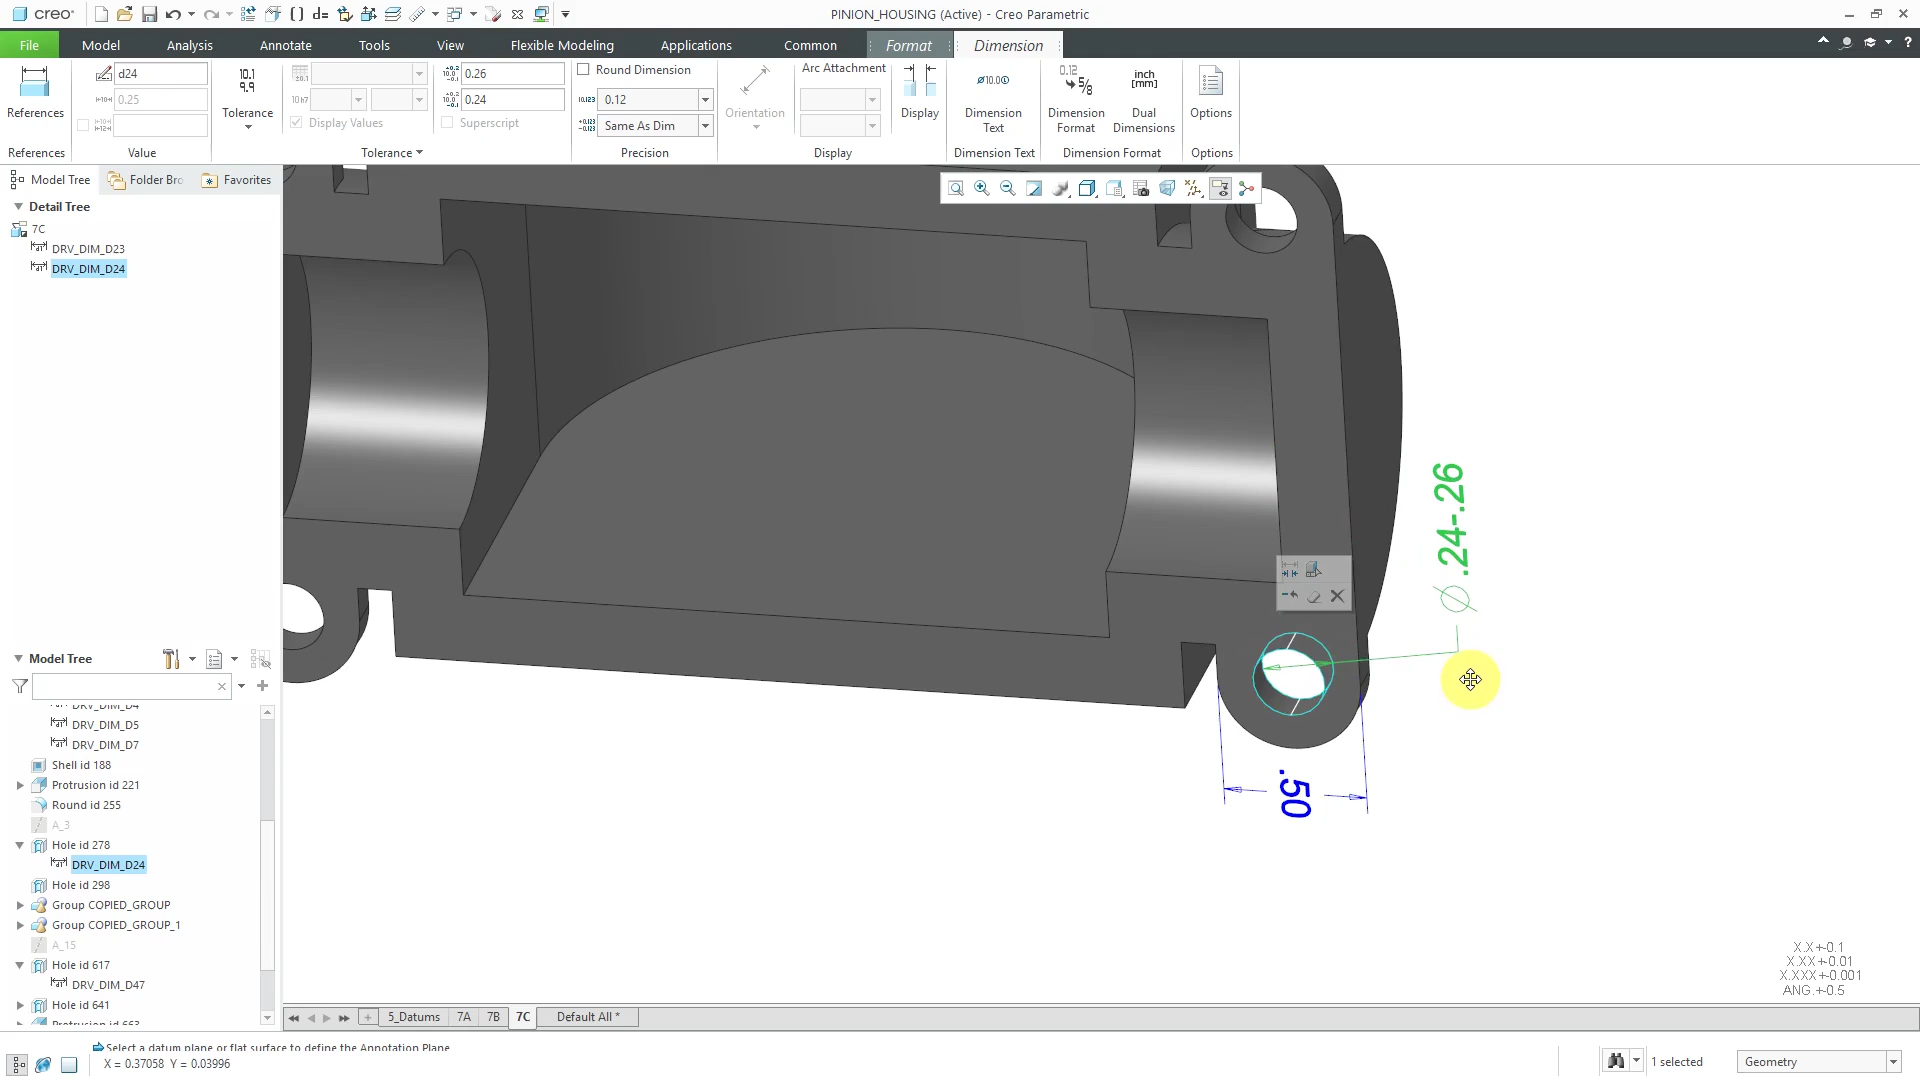 creo®
PINION_HOUSING (Active) - Creo Parametric
File
Model
Analysis
Annotate
Tools
View
Flexible Modeling
Applications
Common
Format
Dimension
References
References
d24
0.25
Value
Tolerance
Display Values
0.26
0.24
Superscript
Tolerance
Round Dimension
0.12
Same As Dim
Precision
Orientation
Arc Attachment
Display
Display
Dimension
Text
Dimension Text
Dimension
Format
inch
[mm]
Dual
Dimensions
Dimension Format
Options
Options
Model Tree
Folder Bro
Favorites
Detail Tree
7C
DRV_DIM_D23
DRV_DIM_D24
Model Tree
DRV_DIM_D4
DRV_DIM_D5
DRV_DIM_D7
Shell id 188
Protrusion id 221
Round id 255
A_3
Hole id 278
DRV_DIM_D24
Hole id 298
Group COPIED_GROUP
Group COPIED_GROUP_1
A_15
Hole id 617
DRV_DIM_D47
Hole id 641
Protrusion id 663
∅ .24-.26
.50
X.X+-0.1
X.XX+-0.01
X.XXX+-0.001
ANG.+-0.5
5_Datums
7A
7B
7C
Default All *
Select a datum plane or flat surface to define the Annotation Plane
X = 0.37058 Y = 0.03996
1 selected
Geometry